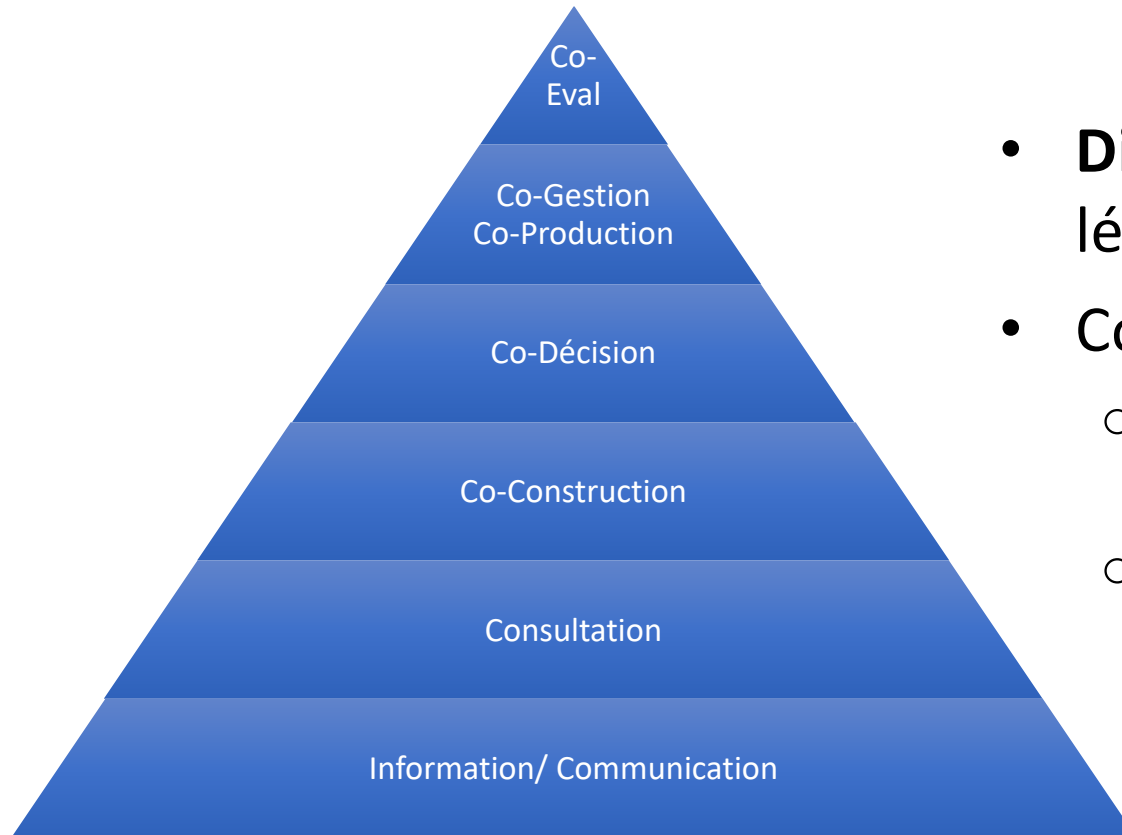 Co-
Eval
Co-Gestion
Co-Production
Co-Décision
Co-Construction
Consultation
Information/ Communication